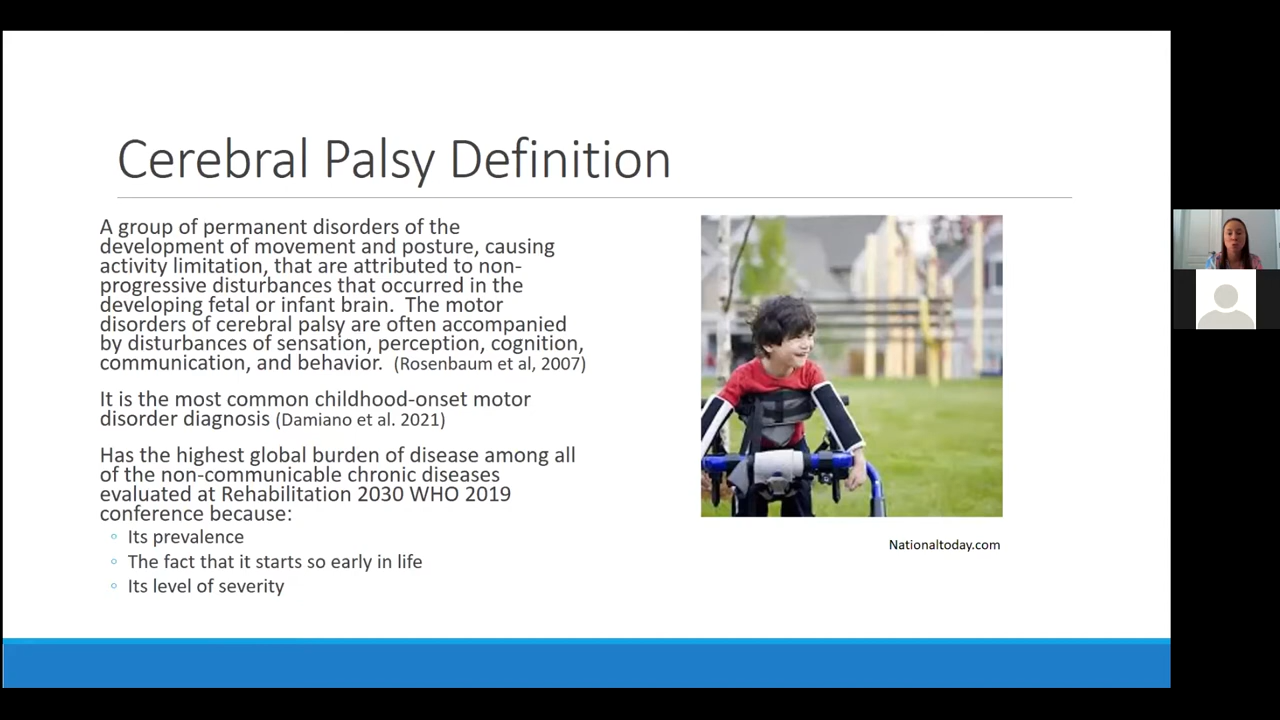 Cerebral Palsy Definition
A group of permanent disorders of the
development of movement and posture, causing
activity limitation, that are attributed to non-
progressive disturbances that occurred in the
developing fetal or infant brain.  The motor
disorders of cerebral palsy are often accompanied
by disturbances of sensation, perception, cognition,
communication, and behavior.  (Rosenbaum et al, 2007)
It is the most common childhood-onset motor
disorder diagnosis (Damiano et al. 2021)
Has the highest global burden of disease among all
of the non-communicable chronic diseases
evaluated at Rehabilitation 2030 WHO 2019
conference because:
◦ Its prevalence
◦ The fact that it starts so early in life
◦ Its level of severity
Nationaltoday.com